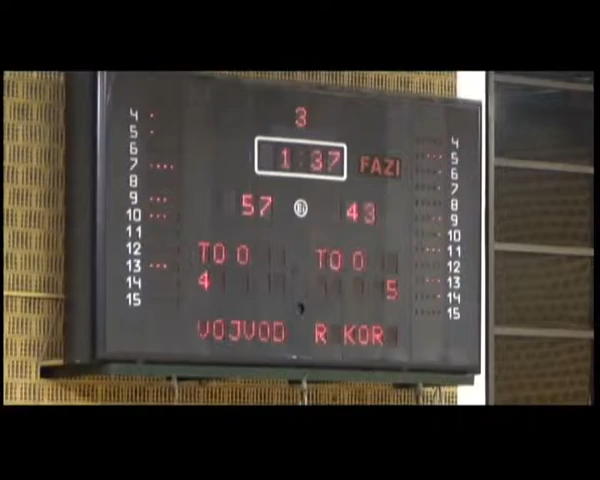 3
4 4
5 5
6 1:37 FAZI 6
7 7
8 8
9 57 43 9
10 10
11 11
12 TO 0 TO 0 12
13 4 5 13
14 14
15 15
VOJVOD R KOR